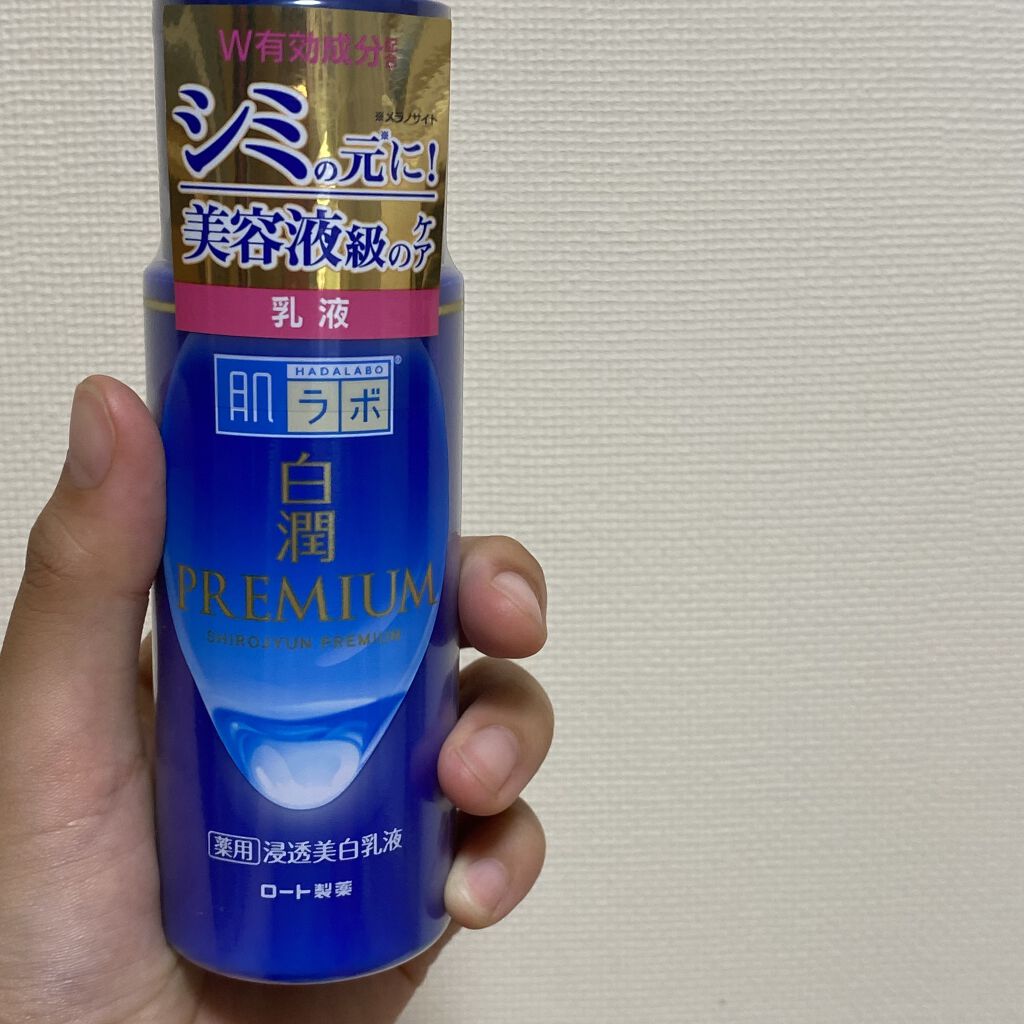 W有効成分配合
※メラノサイト
シミの元に!※
美容液級のケア
乳液
HADALABO®
肌ラボ
白潤
PREMIUM
SHIROJYUN PREMIUM
薬用 浸透美白乳液
ロート製薬